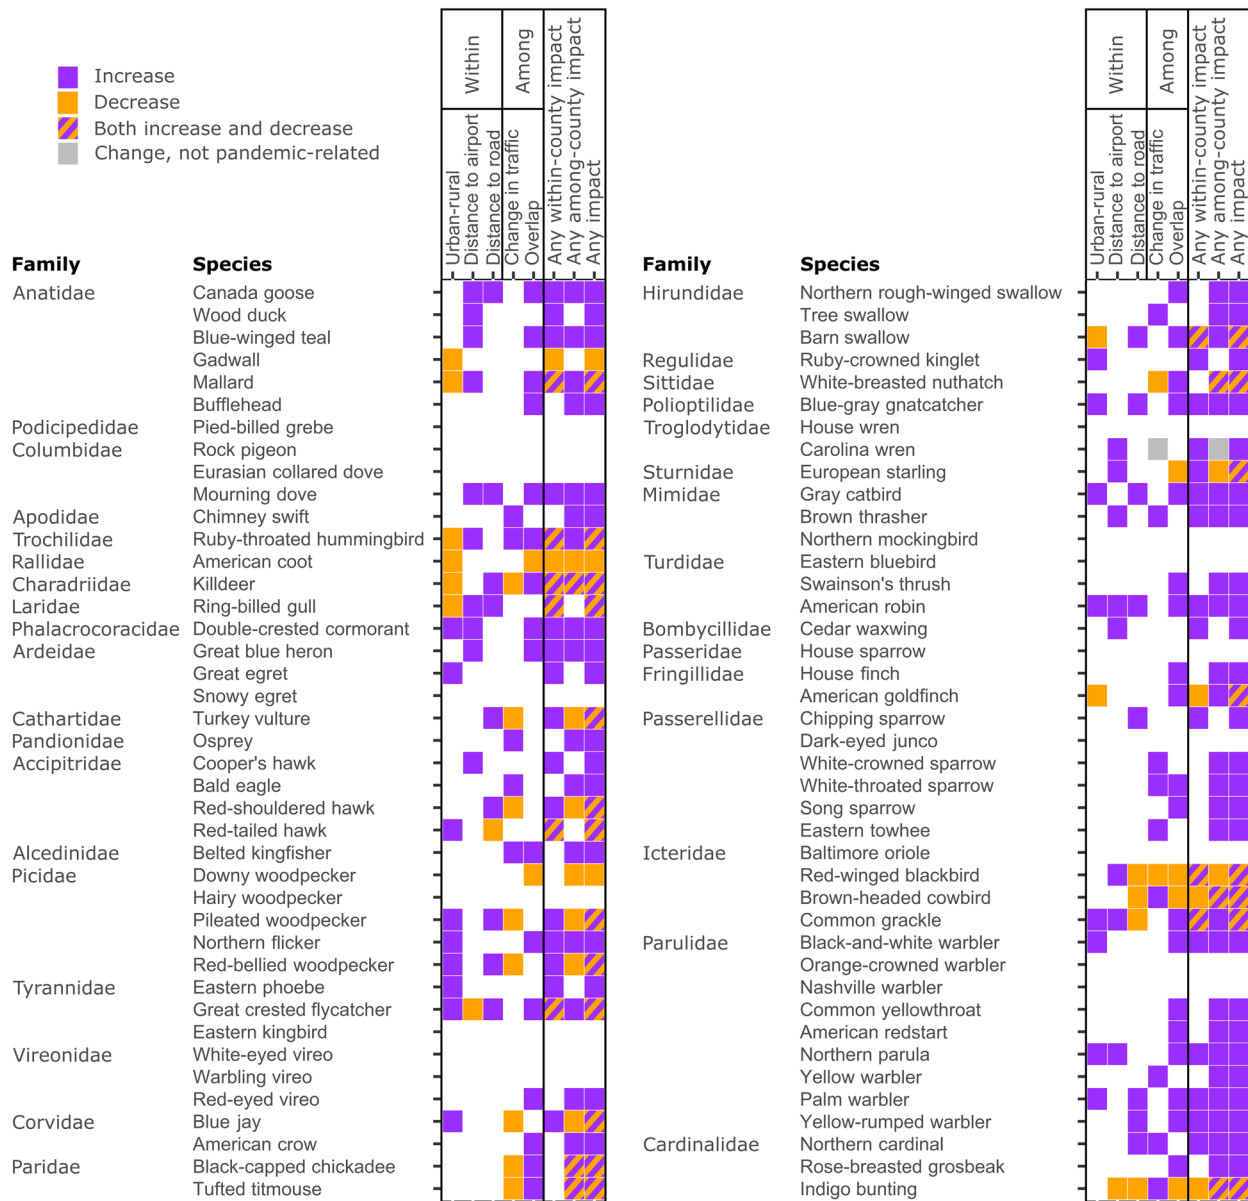 Increase
Decrease
Both increase and decrease
Change, not pandemic-related
Within
Among
Urban-rural
Distance to airport
Distance to road
Change in traffic
Overlap
Any within-county impact
Any among-county impact
Any impact
Family Species
Anatidae Canada goose
Wood duck
Blue-winged teal
Gadwall
Mallard
Bufflehead
Podicipedidae Pied-billed grebe
Columbidae Rock pigeon
Eurasian collared dove
Mourning dove
Apodidae Chimney swift
Trochilidae Ruby-throated hummingbird
Rallidae American coot
Charadriidae Killdeer
Laridae Ring-billed gull
Phalacrocoracidae Double-crested cormorant
Ardeidae Great blue heron
Great egret
Snowy egret
Cathartidae Turkey vulture
Pandionidae Osprey
Accipitridae Cooper's hawk
Bald eagle
Red-shouldered hawk
Red-tailed hawk
Alcedinidae Belted kingfisher
Picidae Downy woodpecker
Hairy woodpecker
Pileated woodpecker
Northern flicker
Red-bellied woodpecker
Tyrannidae Eastern phoebe
Great crested flycatcher
Eastern kingbird
Vireonidae White-eyed vireo
Warbling vireo
Red-eyed vireo
Corvidae Blue jay
American crow
Paridae Black-capped chickadee
Tufted titmouse
Within
Among
Urban-rural
Distance to airport
Distance to road
Change in traffic
Overlap
Any within-county impact
Any among-county impact
Any impact
Family Species
Hirundidae Northern rough-winged swallow
Tree swallow
Barn swallow
Regulidae Ruby-crowned kinglet
Sittidae White-breasted nuthatch
Polioptilidae Blue-gray gnatcatcher
Troglodytidae House wren
Carolina wren
Sturnidae European starling
Mimidae Gray catbird
Brown thrasher
Northern mockingbird
Turdidae Eastern bluebird
Swainson's thrush
American robin
Bombycillidae Cedar waxwing
Passeridae House sparrow
Fringillidae House finch
American goldfinch
Passerellidae Chipping sparrow
Dark-eyed junco
White-crowned sparrow
White-throated sparrow
Song sparrow
Eastern towhee
Icteridae Baltimore oriole
Red-winged blackbird
Brown-headed cowbird
Common grackle
Parulidae Black-and-white warbler
Orange-crowned warbler
Nashville warbler
Common yellowthroat
American redstart
Northern parula
Yellow warbler
Palm warbler
Yellow-rumped warbler
Cardinalidae Northern cardinal
Rose-breasted grosbeak
Indigo bunting